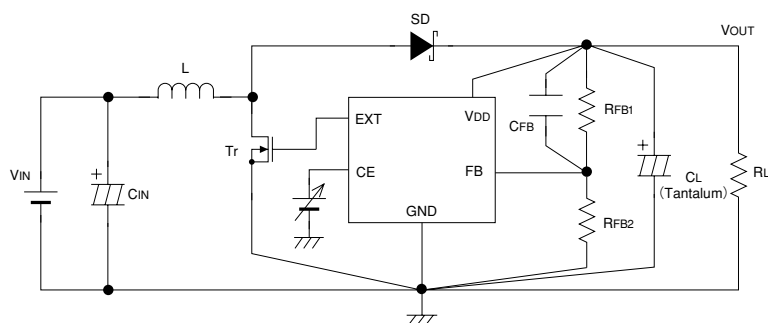 SD
VOUT
L
EXT
VDD
CFB
RFB1
Tr
+
VIN
+
CIN
CE
FB
CL
(Tantalum)
RL
GND
RFB2